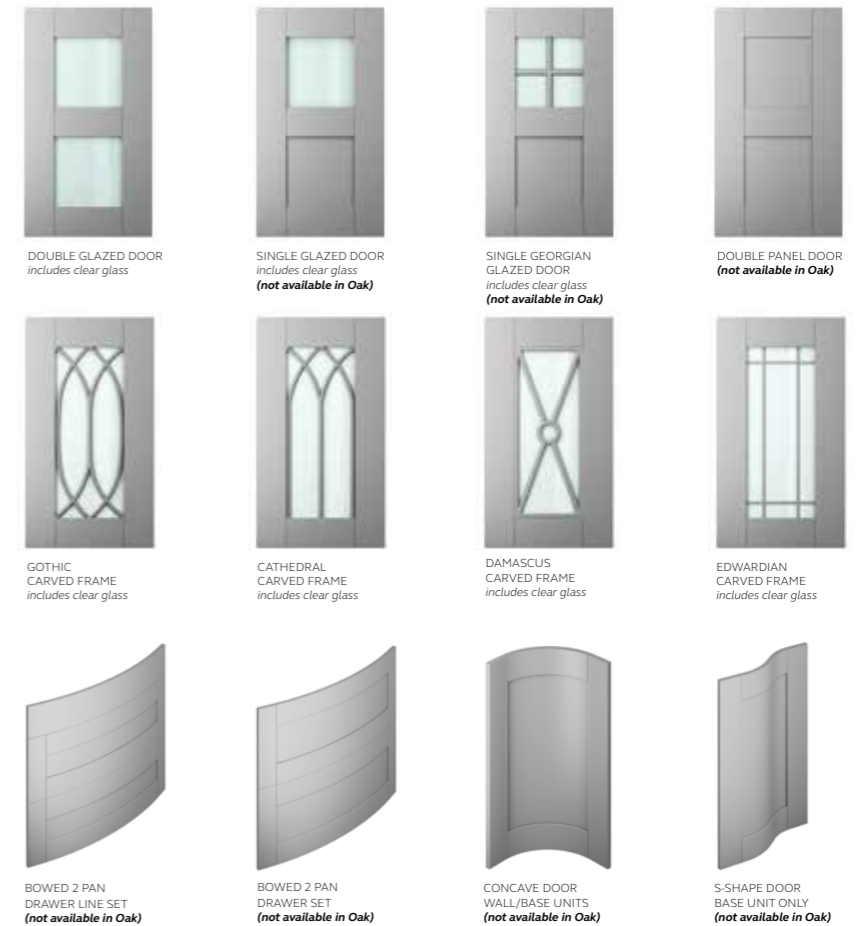 DOUBLE GLAZED DOOR
includes clear glass
SINGLE GLAZED DOOR
includes clear glass
(not available in Oak)
SINGLE GEORGIAN
GLAZED DOOR
includes clear glass
(not available in Oak)
DOUBLE PANEL DOOR
(not available in Oak)
GOTHIC
CARVED FRAME
includes clear glass
CATHEDRAL
CARVED FRAME
includes clear glass
DAMASCUS
CARVED FRAME
includes clear glass
EDWARDIAN
CARVED FRAME
includes clear glass
BOWED 2 PAN
DRAWER LINE SET
(not available in Oak)
BOWED 2 PAN
DRAWER SET
(not available in Oak)
CONCAVE DOOR
WALL/BASE UNITS
(not available in Oak)
S-SHAPE DOOR
BASE UNIT ONLY
(not available in Oak)